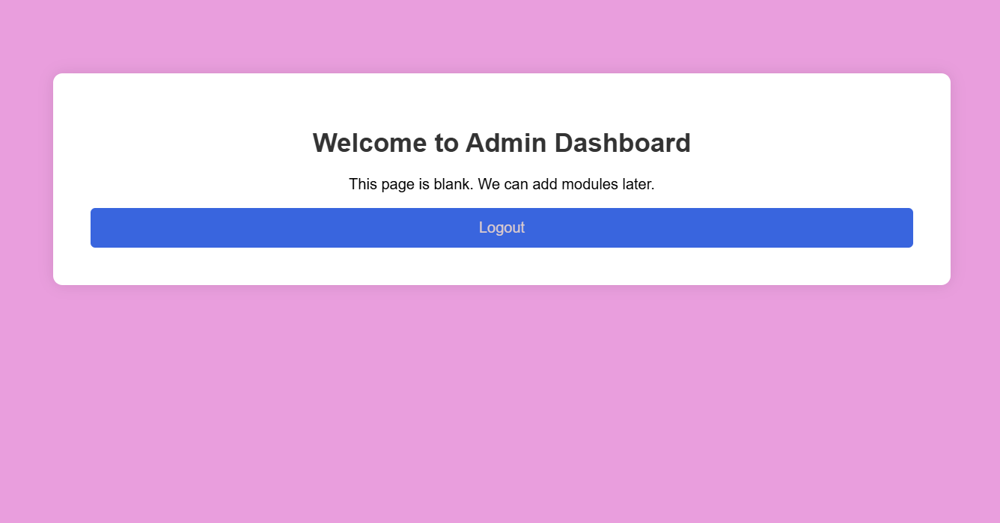 Welcome to Admin Dashboard
This page is blank. We can add modules later.
Logout